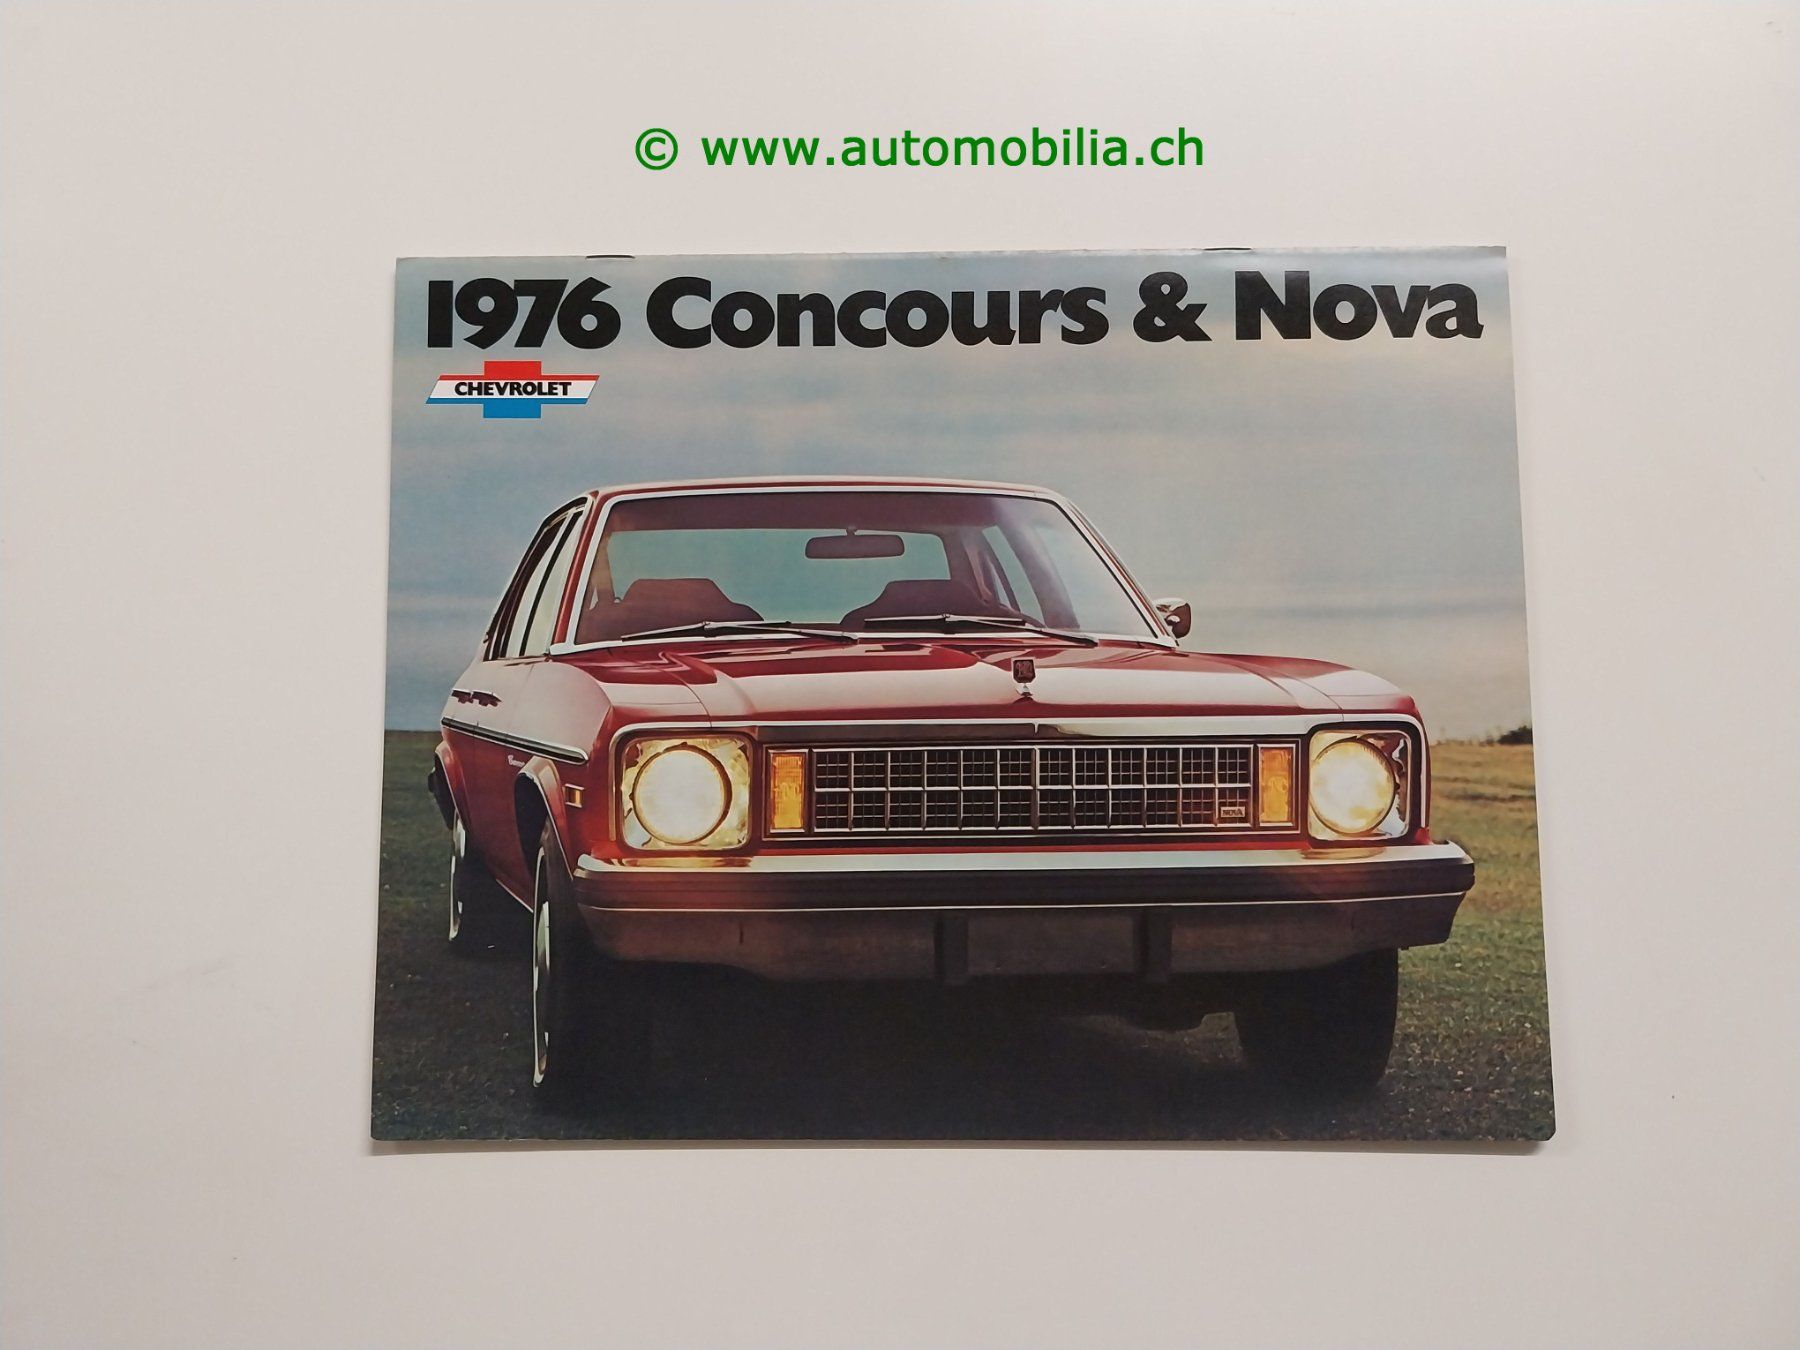 © www.automobilia.ch
1976 Concours & Nova
CHEVROLET
NOVA